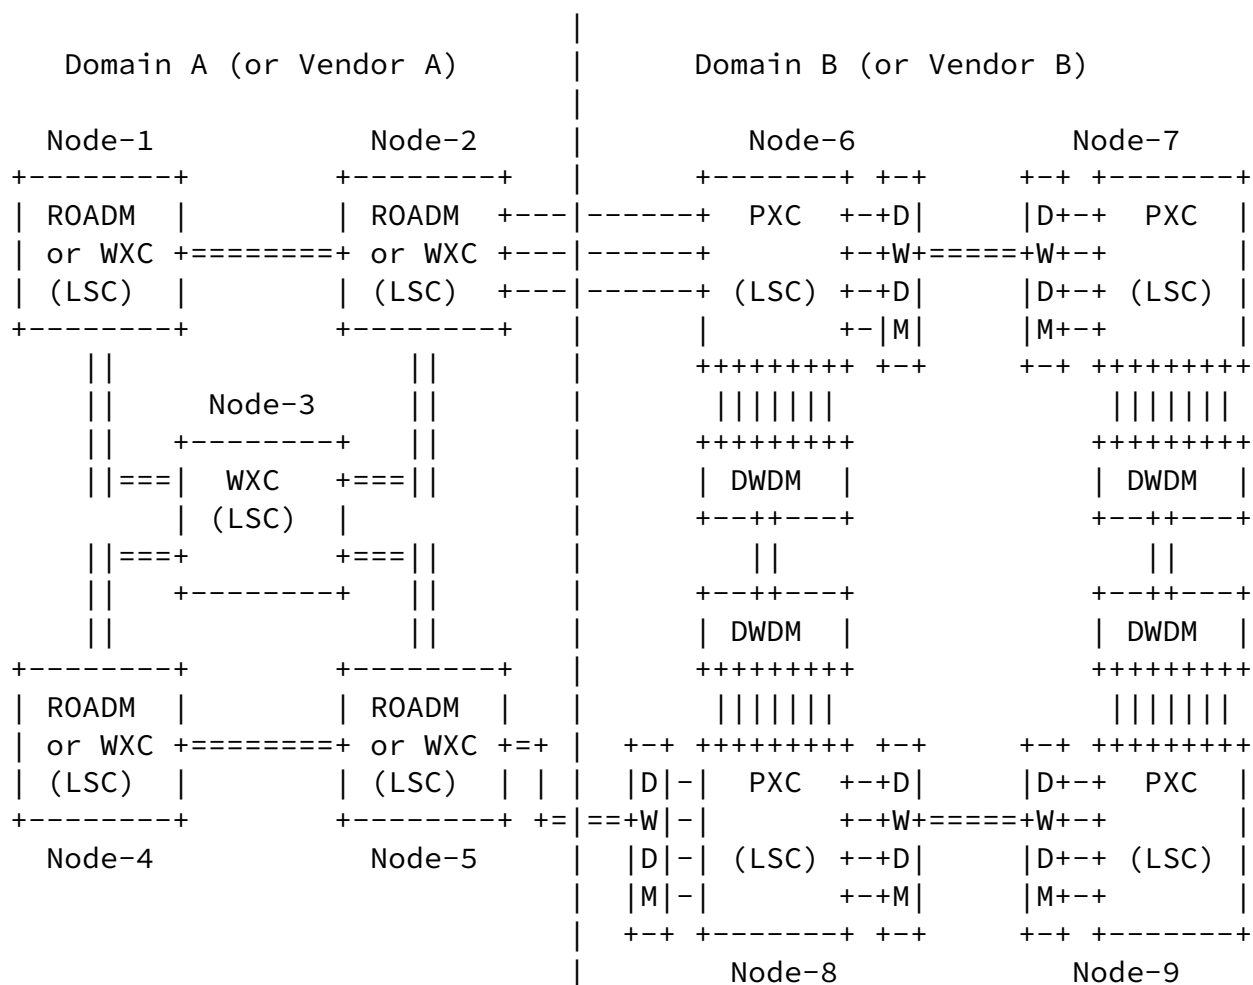 |
   Domain A (or Vendor A)       |      Domain B (or Vendor B)
                                |
  Node-1            Node-2      |         Node-6            Node-7
+--------+        +--------+    |      +-------+ +-+     +-+ +-------+
| ROADM  |        | ROADM  +---|------+  PXC  +-+D|     |D+-+  PXC  |
| or WXC +========+ or WXC +---|------+       +-+W+=====+W+-+       |
| (LSC)  |        | (LSC)  +---|------+ (LSC) +-+D|     |D+-+ (LSC) |
+--------+        +--------+    |      |       +-|M|     |M+-+       |
    ||                ||        |      +++++++++ +-+     +-+ +++++++++
    ||     Node-3     ||        |       |||||||               |||||||
    ||   +--------+   ||        |      +++++++++             +++++++++
    ||===|  WXC   +===||        |      | DWDM  |             | DWDM  |
         | (LSC)  |             |      +--++---+             +--++---+
    ||===+        +===||        |         ||                    ||
    ||   +--------+   ||        |      +--++---+             +--++---+
    ||                ||        |      | DWDM  |             | DWDM  |
+--------+        +--------+    |      +++++++++             +++++++++
| ROADM  |        | ROADM  |    |       |||||||               |||||||
| or WXC +========+ or WXC +=+  |  +-+ +++++++++ +-+     +-+ +++++++++
| (LSC)  |        | (LSC)  | |  |  |D|-|  PXC  +-+D|     |D+-+  PXC  |
+--------+        +--------+ +=|==+W|-|       +-+W+=====+W+-+       |
  Node-4            Node-5      |  |D|-| (LSC) +-+D|     |D+-+ (LSC) |
                                |  |M|-|       +-+M|     |M+-+       |
                                |  +-+ +-------+ +-+     +-+ +-------+
                                |        Node-8             Node-9